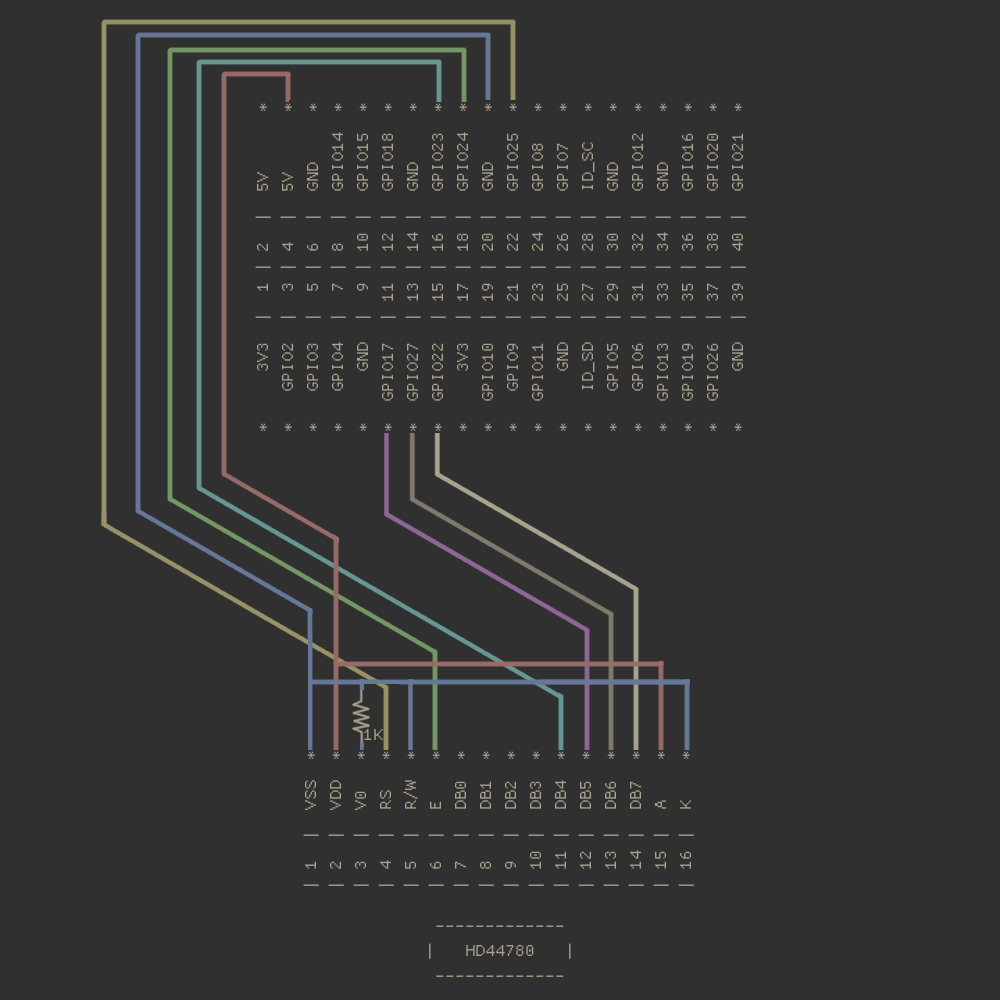 * * * * * * * * * * * * * * * * * * * *
5V 5V GND GPIO14 GPIO15 GPIO18 GND GPIO23 GPIO24 GND GPIO25 GPIO8 GPIO7 ID_SC GND GPIO12 GND GPIO16 GPIO20 GPIO21
2 4 6 8 10 12 14 16 18 20 22 24 26 28 30 32 34 36 38 40
1 3 5 7 9 11 13 15 17 19 21 23 25 27 29 31 33 35 37 39
3V3 GPIO2 GPIO3 GPIO4 GND GPIO17 GPIO27 GPIO22 3V3 GPIO10 GPIO9 GPIO11 GND ID_SD GPIO5 GPIO6 GPIO13 GPIO19 GPIO26 GND
* * * * * * * * * * * * * * * * * * * *
1K
* * * * * * * * * * * * * * * *
VSS VDD V0 RS R/W E DB0 DB1 DB2 DB3 DB4 DB5 DB6 DB7 A K
1 2 3 4 5 6 7 8 9 10 11 12 13 14 15 16
-------------
| HD44780 |
-------------